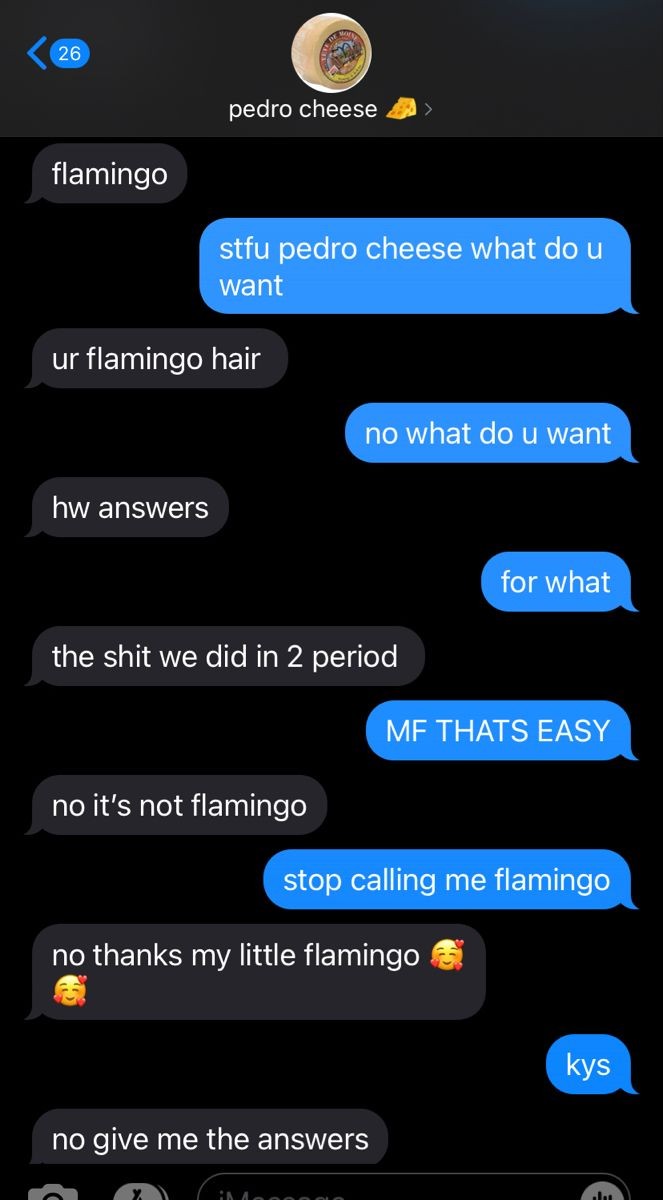 26
pedro cheese 🧀
flamingo
stfu pedro cheese what do u
want
ur flamingo hair
no what do u want
hw answers
for what
the shit we did in 2 period
MF THATS EASY
no it’s not flamingo
stop calling me flamingo
no thanks my little flamingo 🥰
🥰
kys
no give me the answers
iMessage